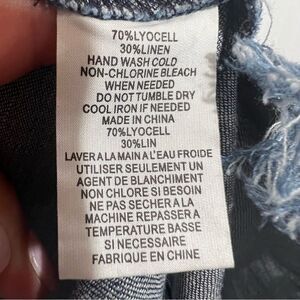 70%LYOCELL
30%LINEN
HAND WASH COLD
NON-CHLORINE BLEACH
WHEN NEEDED
DO NOT TUMBLE DRY
COOL IRON IF NEEDED
MADE IN CHINA
70%LYOCELL
30%LIN
LAVER A LA MAIN A L'EAU FROIDE
UTILISER SEULEMENT UN
AGENT DE BLANCHIMENT
NON CHLORE SI BESOIN
NE PAS SECHER A LA
MACHINE REPASSER A
TEMPERATURE BASSE
SI NECESSAIRE
FABRIQUE EN CHINE